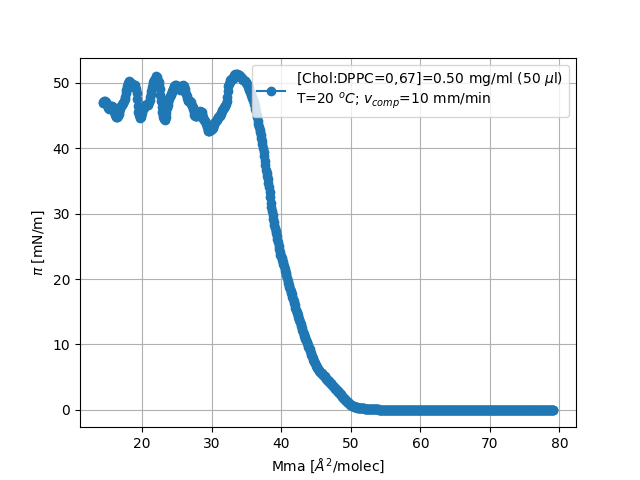 [Chol:DPPC=0,67]=0.50 mg/ml (50 μl)
T=20 °C; v_comp=10 mm/min
50
40
30
20
10
0
π [mN/m]
20 30 40 50 60 70 80
Mma [Å²/molec]